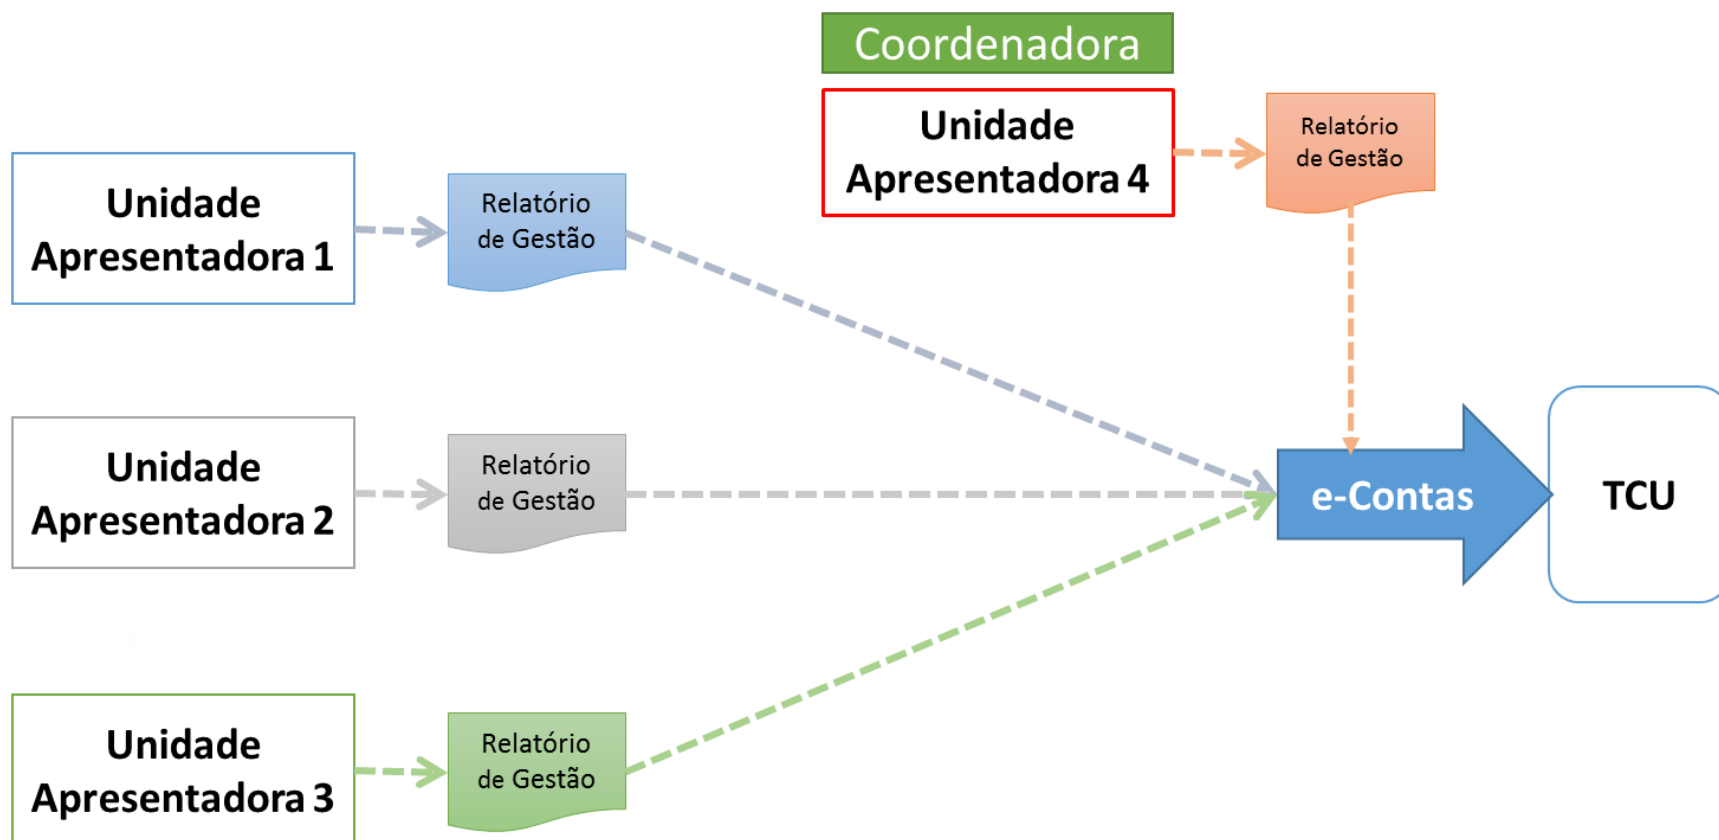 Coordenadora
Unidade
Apresentadora 4
Relatório
de Gestão
Unidade
Apresentadora 1
Relatório
de Gestão
Unidade
Apresentadora 2
Relatório
de Gestão
e-Contas
TCU
Unidade
Apresentadora 3
Relatório
de Gestão